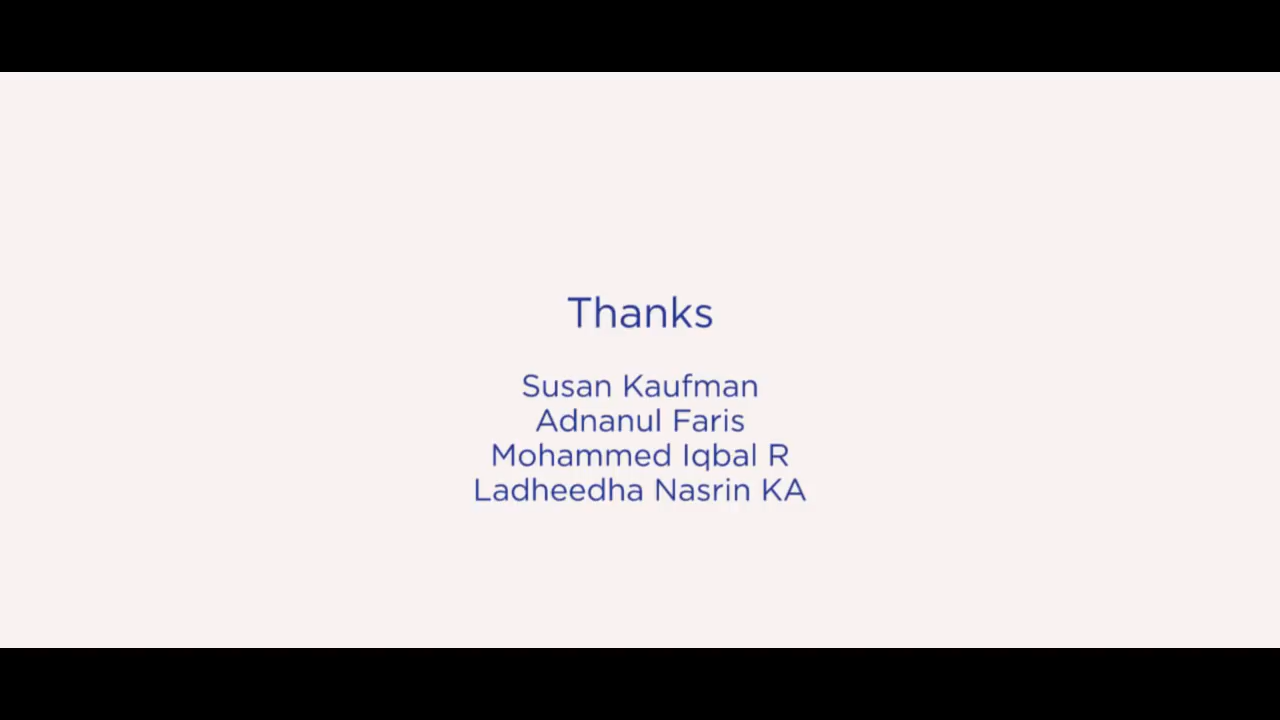 Thanks
Susan Kaufman
Adnanul Faris
Mohammed Iqbal R
Ladheedha Nasrin KA